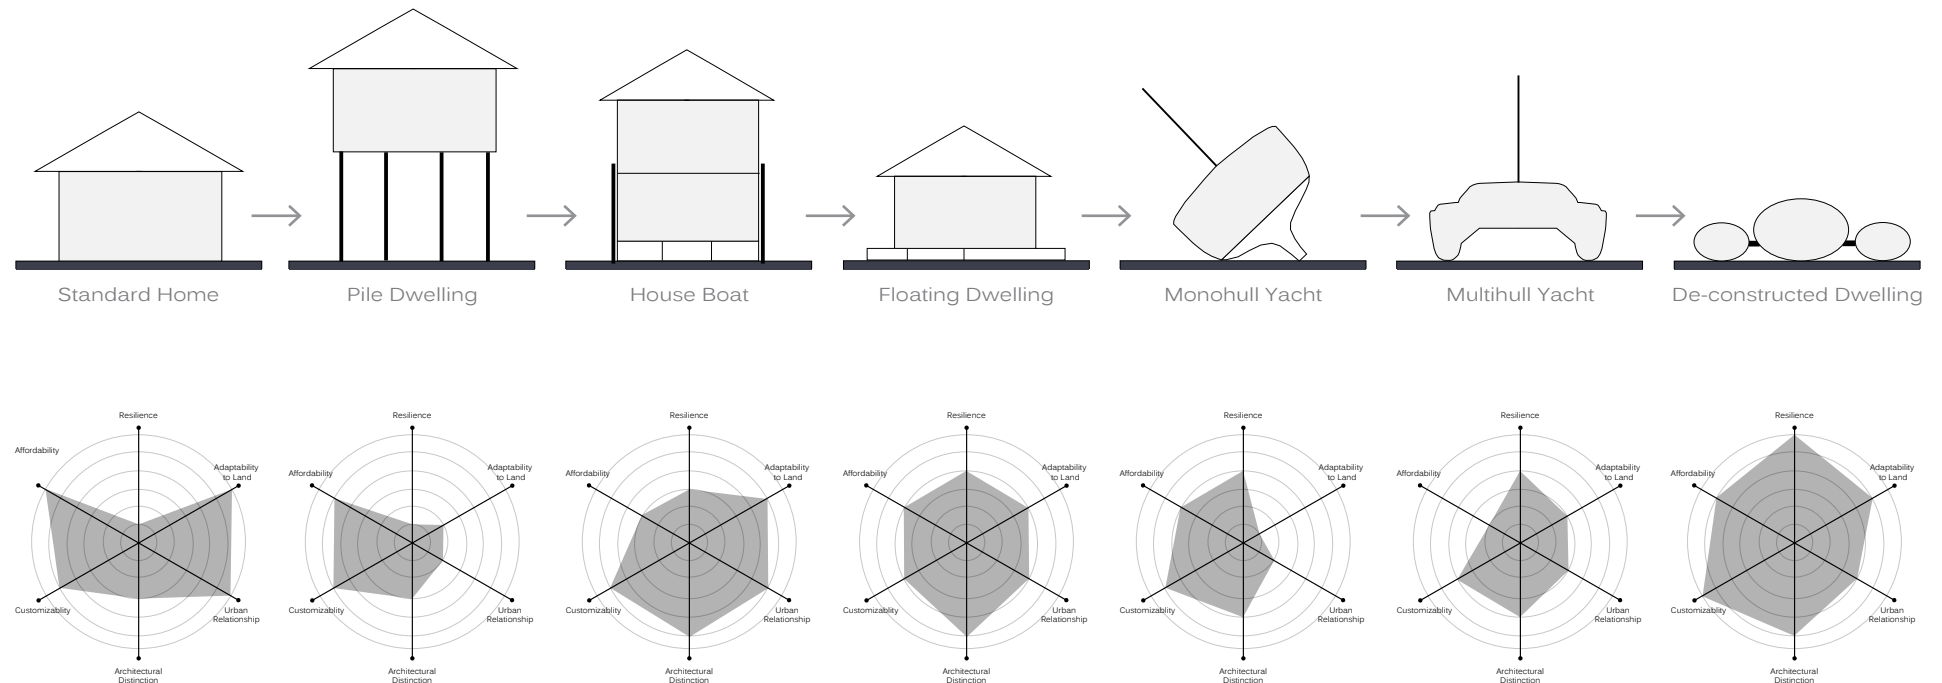 Standard Home
Pile Dwelling
House Boat
Floating Dwelling
Monohull Yacht
Multihull Yacht
De-constructed Dwelling
Resilience
Affordability
Adaptability
to Land
Customizablity
Urban
Relationship
Architectural
Distinction
Resilience
Affordability
Adaptability
to Land
Customizablity
Urban
Relationship
Architectural
Distinction
Resilience
Affordability
Adaptability
to Land
Customizablity
Urban
Relationship
Architectural
Distinction
Resilience
Affordability
Adaptability
to Land
Customizablity
Urban
Relationship
Architectural
Distinction
Resilience
Affordability
Adaptability
to Land
Customizablity
Urban
Relationship
Architectural
Distinction
Resilience
Affordability
Adaptability
to Land
Customizablity
Urban
Relationship
Architectural
Distinction
Resilience
Affordability
Adaptability
to Land
Customizablity
Urban
Relationship
Architectural
Distinction